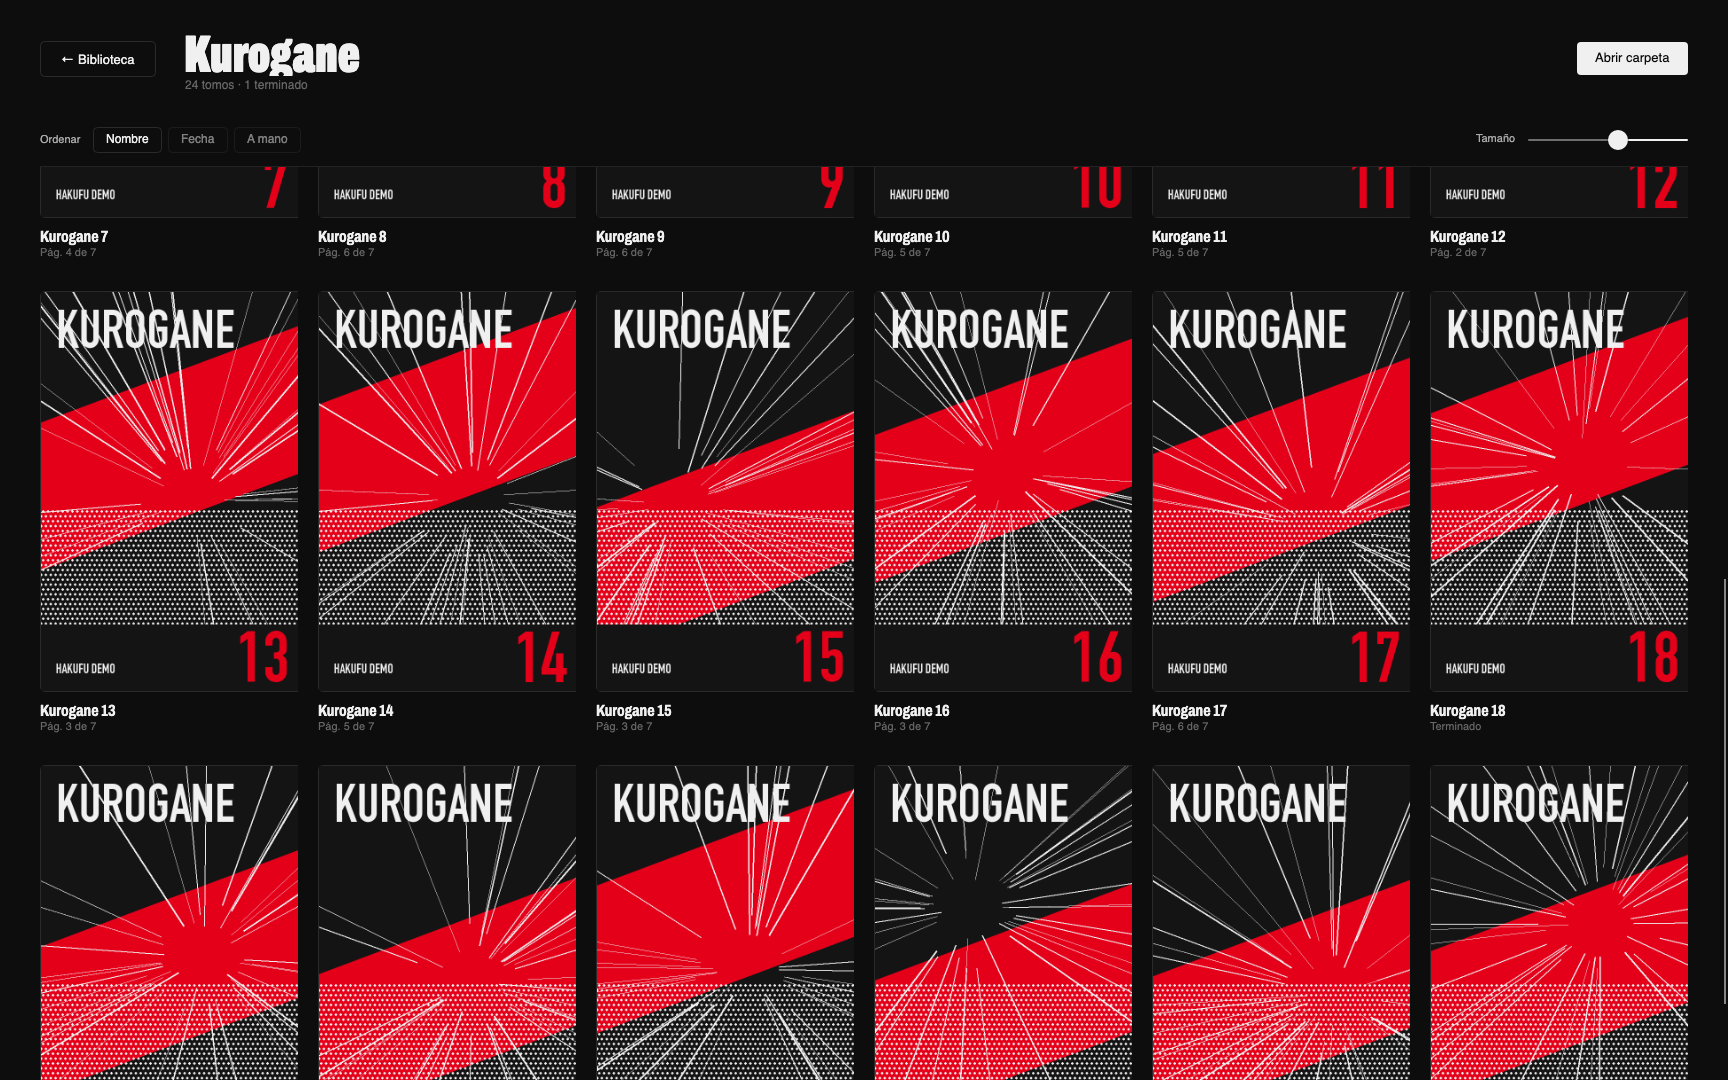 ← Biblioteca
Kurogane
24 tomos · 1 terminado
Abrir carpeta
Ordenar Nombre Fecha A mano
Tamaño
HAKUFU DEMO 7
HAKUFU DEMO 8
HAKUFU DEMO 9
HAKUFU DEMO 10
HAKUFU DEMO 11
HAKUFU DEMO 12
Kurogane 7
Pág. 4 de 7
Kurogane 8
Pág. 6 de 7
Kurogane 9
Pág. 6 de 7
Kurogane 10
Pág. 5 de 7
Kurogane 11
Pág. 5 de 7
Kurogane 12
Pág. 2 de 7
KUROGANE
HAKUFU DEMO 13
Kurogane 13
Pág. 3 de 7
KUROGANE
HAKUFU DEMO 14
Kurogane 14
Pág. 5 de 7
KUROGANE
HAKUFU DEMO 15
Kurogane 15
Pág. 3 de 7
KUROGANE
HAKUFU DEMO 16
Kurogane 16
Pág. 3 de 7
KUROGANE
HAKUFU DEMO 17
Kurogane 17
Pág. 6 de 7
KUROGANE
HAKUFU DEMO 18
Kurogane 18
Terminado
KUROGANE
KUROGANE
KUROGANE
KUROGANE
KUROGANE
KUROGANE